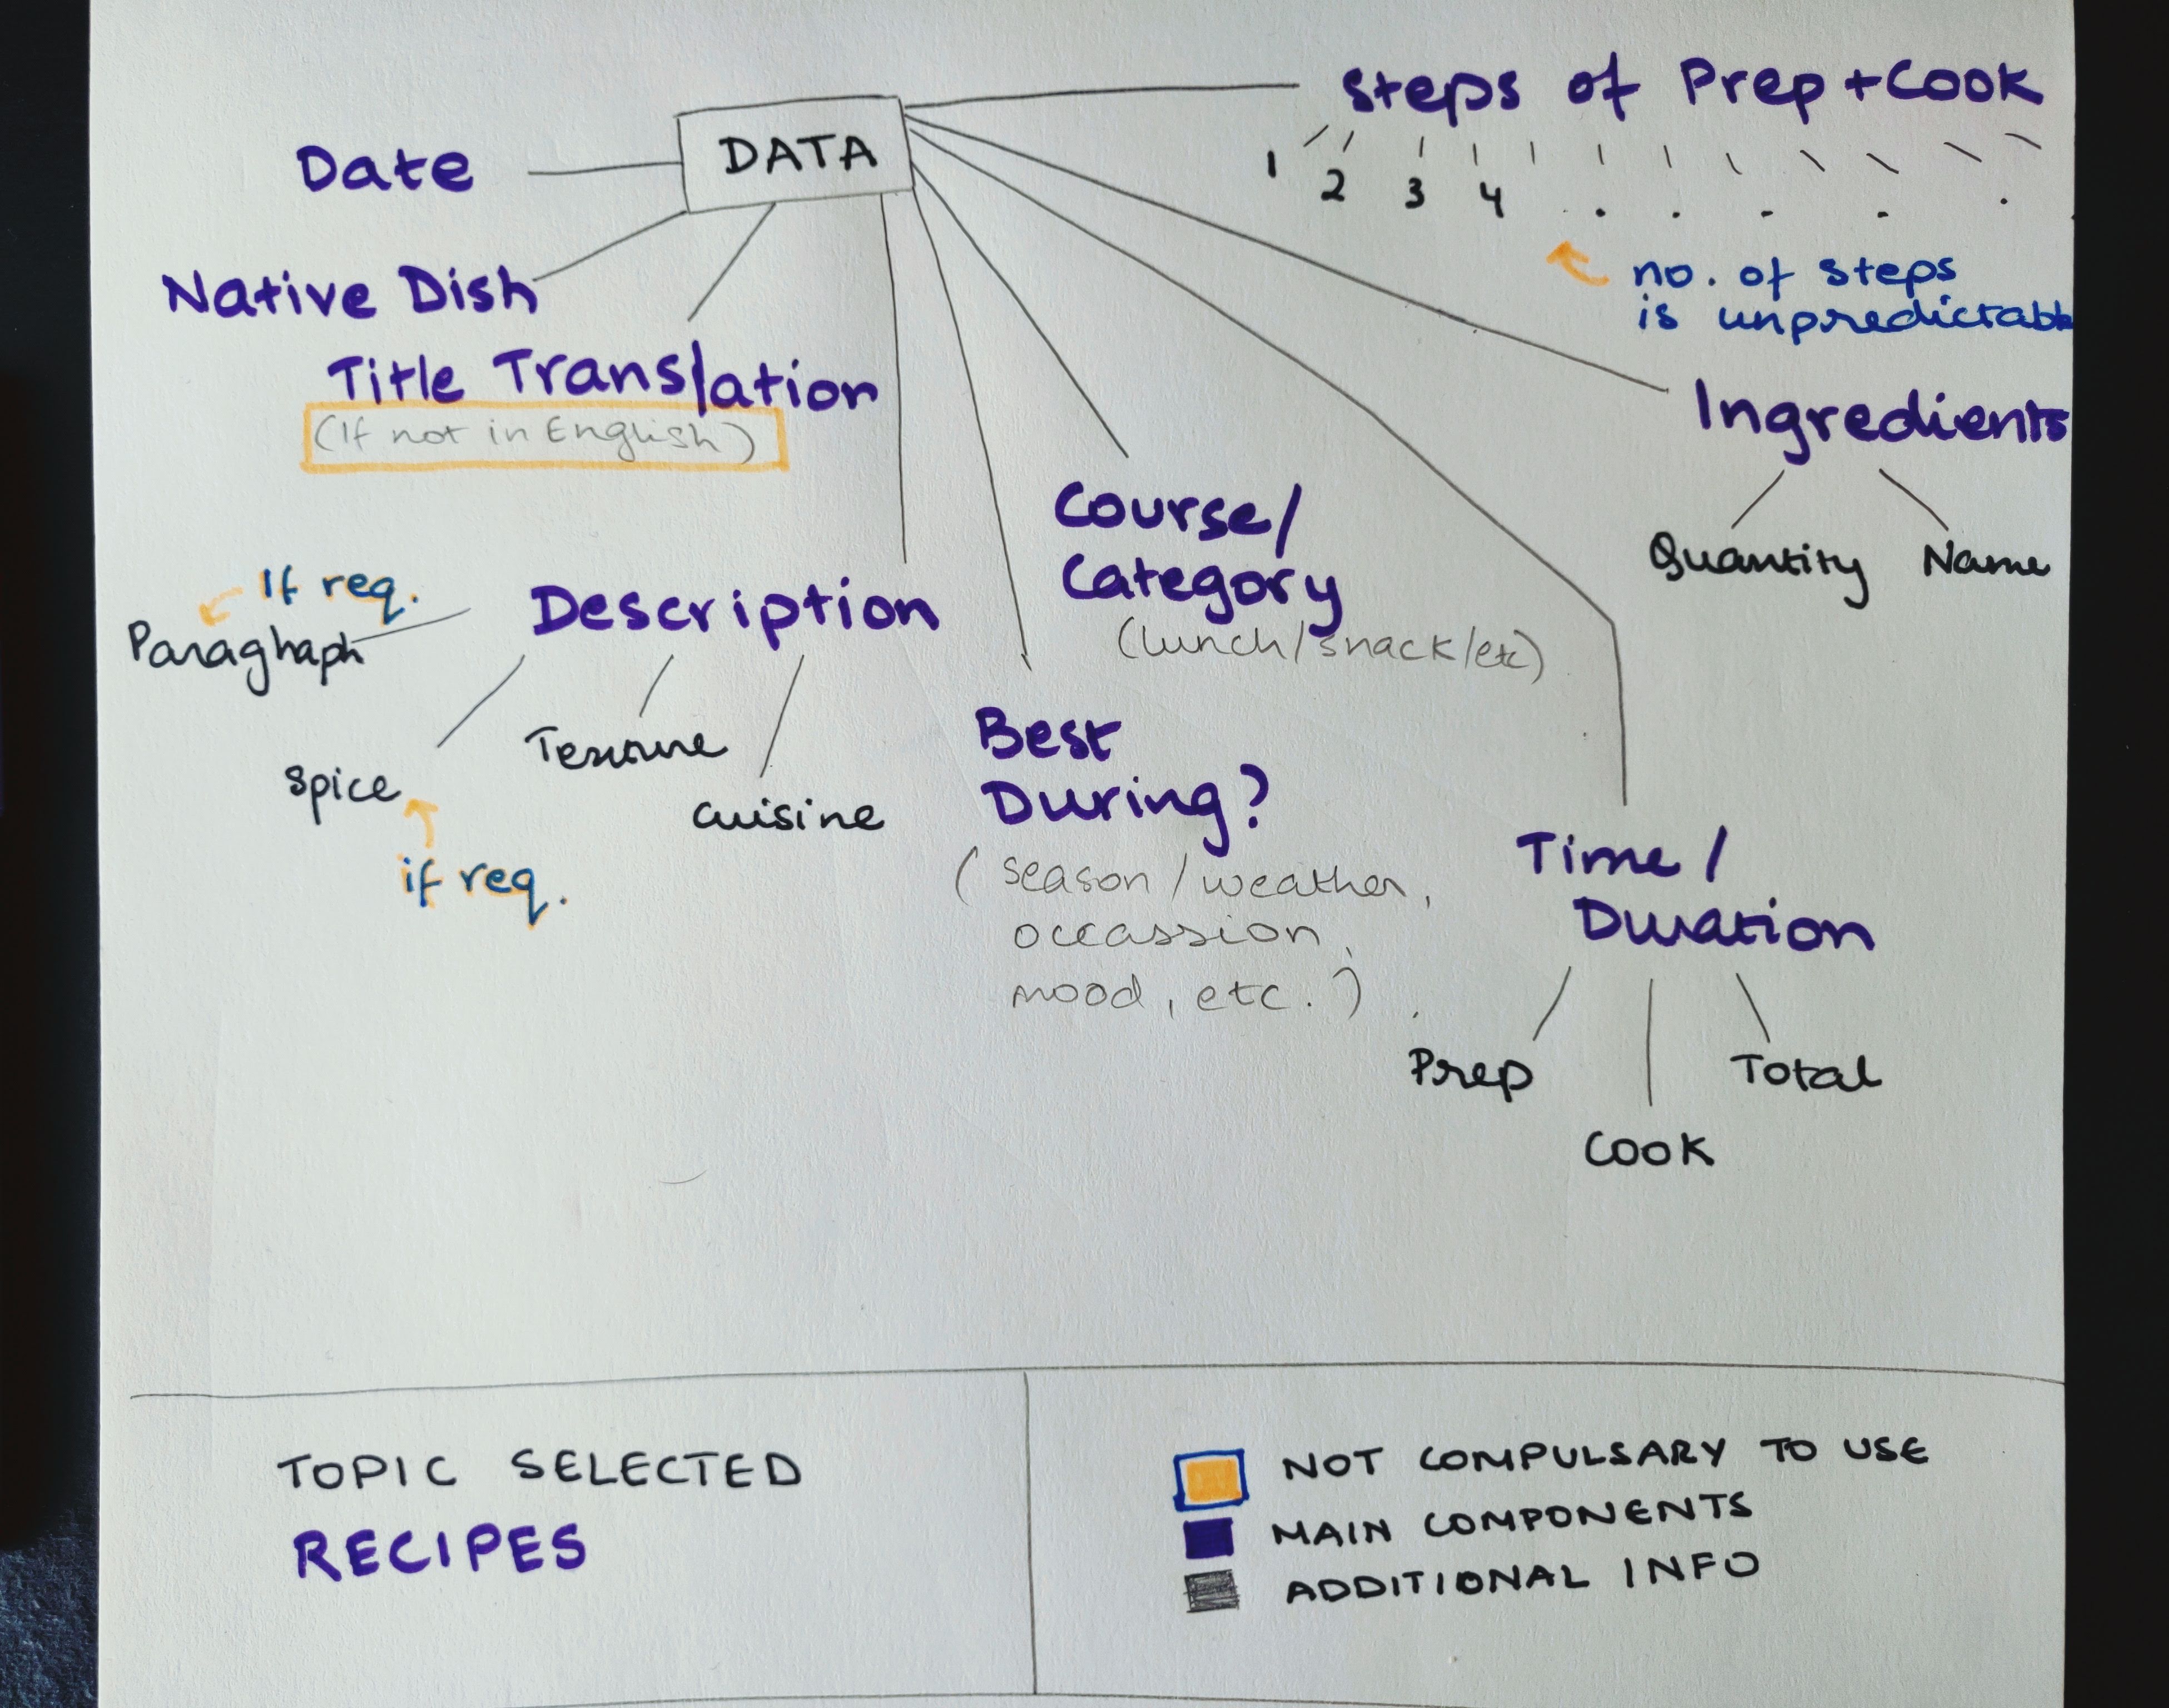 DATA
Steps of Prep + Cook
1 2 3 4 . . . . .
no. of steps
is unpredictable
Date
Native Dish
Title Translation
(If not in English)
Ingredients
Quantity Name
Course/
Category
(lunch/snack/etc)
Description
If req.
Paraghaph
Spice
if req.
Texture
cuisine
Best
During?
(season/weather,
occassion,
mood, etc.)
Time/
Duration
Prep
Cook
Total
TOPIC SELECTED
RECIPES
NOT COMPULSARY TO USE
MAIN COMPONENTS
ADDITIONAL INFO